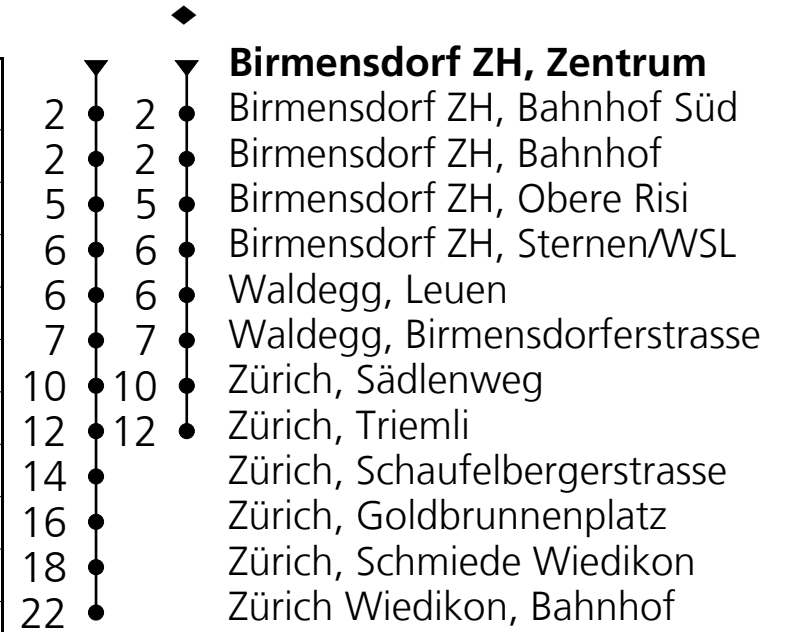 Birmensdorf ZH, Zentrum
2 2 Birmensdorf ZH, Bahnhof Süd
2 2 Birmensdorf ZH, Bahnhof
5 5 Birmensdorf ZH, Obere Risi
6 6 Birmensdorf ZH, Sternen/WSL
6 6 Waldegg, Leuen
7 7 Waldegg, Birmensdorferstrasse
10 10 Zürich, Sädlenweg
12 12 Zürich, Triemli
14 Zürich, Schaufelbergerstrasse
16 Zürich, Goldbrunnenplatz
18 Zürich, Schmiede Wiedikon
22 Zürich Wiedikon, Bahnhof